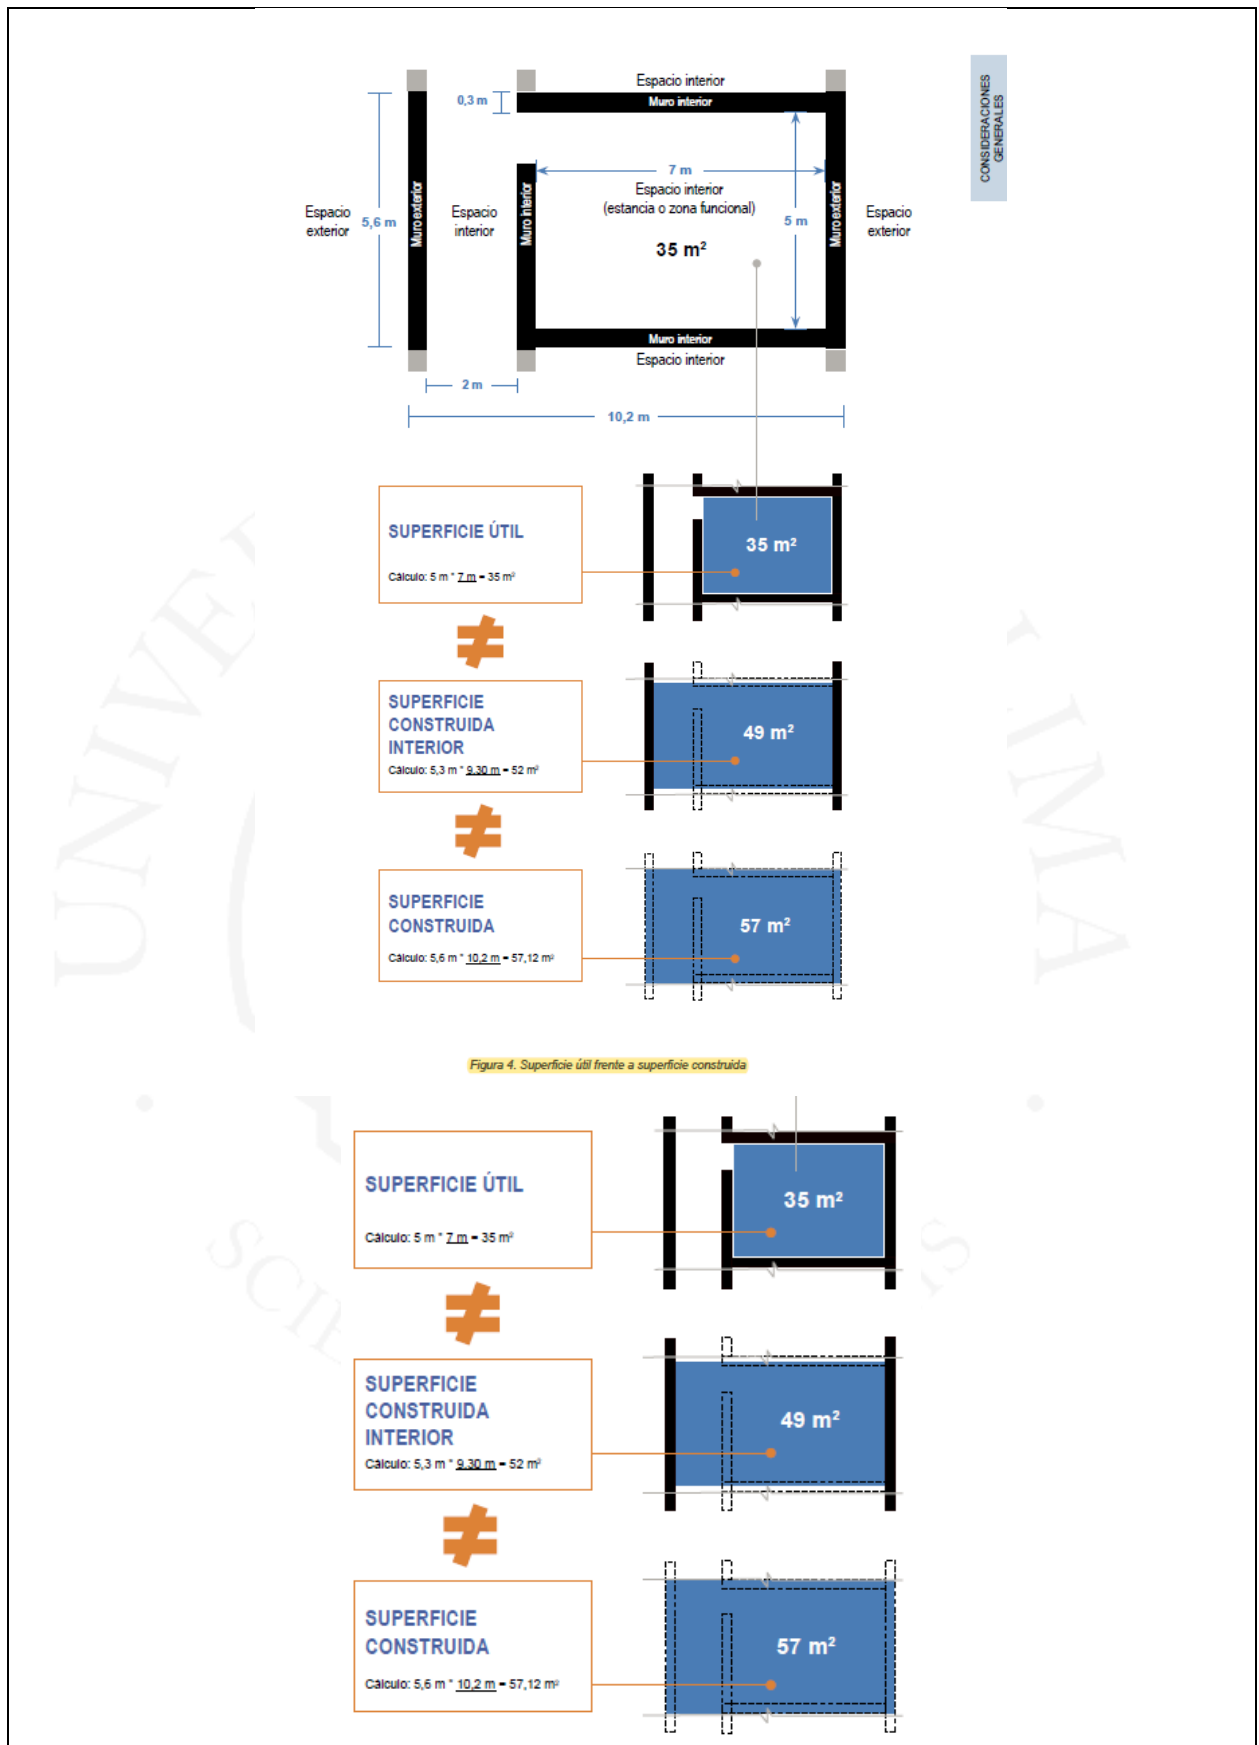 CONSIDERACIONES
GENERALES
Espacio interior
0,3 m
Muro interior
7 m
Espacio interior
(estancia o zona funcional)
35 m²
5 m
Espacio
exterior
5,6 m
Muro exterior
Espacio
interior
Muro interior
Muro exterior
Espacio
exterior
Muro interior
Espacio interior
2 m
10,2 m
SUPERFICIE ÚTIL
Cálculo: 5 m * 7 m = 35 m²
35 m²
≠
SUPERFICIE
CONSTRUIDA
INTERIOR
Cálculo: 5,3 m * 9.30 m = 52 m²
49 m²
≠
SUPERFICIE
CONSTRUIDA
Cálculo: 5,6 m * 10,2 m = 57,12 m²
57 m²
Figura 4. Superficie útil frente a superficie construida
SUPERFICIE ÚTIL
Cálculo: 5 m * 7 m = 35 m²
35 m²
≠
SUPERFICIE
CONSTRUIDA
INTERIOR
Cálculo: 5,3 m * 9.30 m = 52 m²
49 m²
≠
SUPERFICIE
CONSTRUIDA
Cálculo: 5,6 m * 10,2 m = 57,12 m²
57 m²